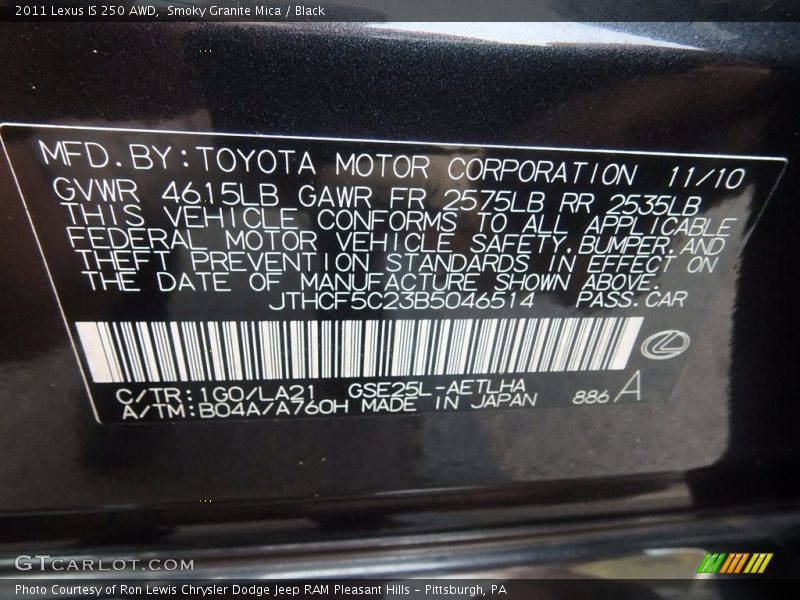 2011 Lexus IS 250 AWD, Smoky Granite Mica / Black
MFD. BY: TOYOTA MOTOR CORPORATION 11/10
GVWR 4615LB GAWR FR 2575LB RR 2535LB
THIS VEHICLE CONFORMS TO ALL APPLICABLE
FEDERAL MOTOR VEHICLE SAFETY, BUMPER, AND
THEFT PREVENTION STANDARDS IN EFFECT ON
THE DATE OF MANUFACTURE SHOWN ABOVE.
JTHCF5C23B5046514 PASS. CAR
C/TR: 1G0/LA21 GSE25L-AETLHA
A/TM: B04A/A760H MADE IN JAPAN 886 A
GTCARLOT.COM
Photo Courtesy of Ron Lewis Chrysler Dodge Jeep RAM Pleasant Hills - Pittsburgh, PA